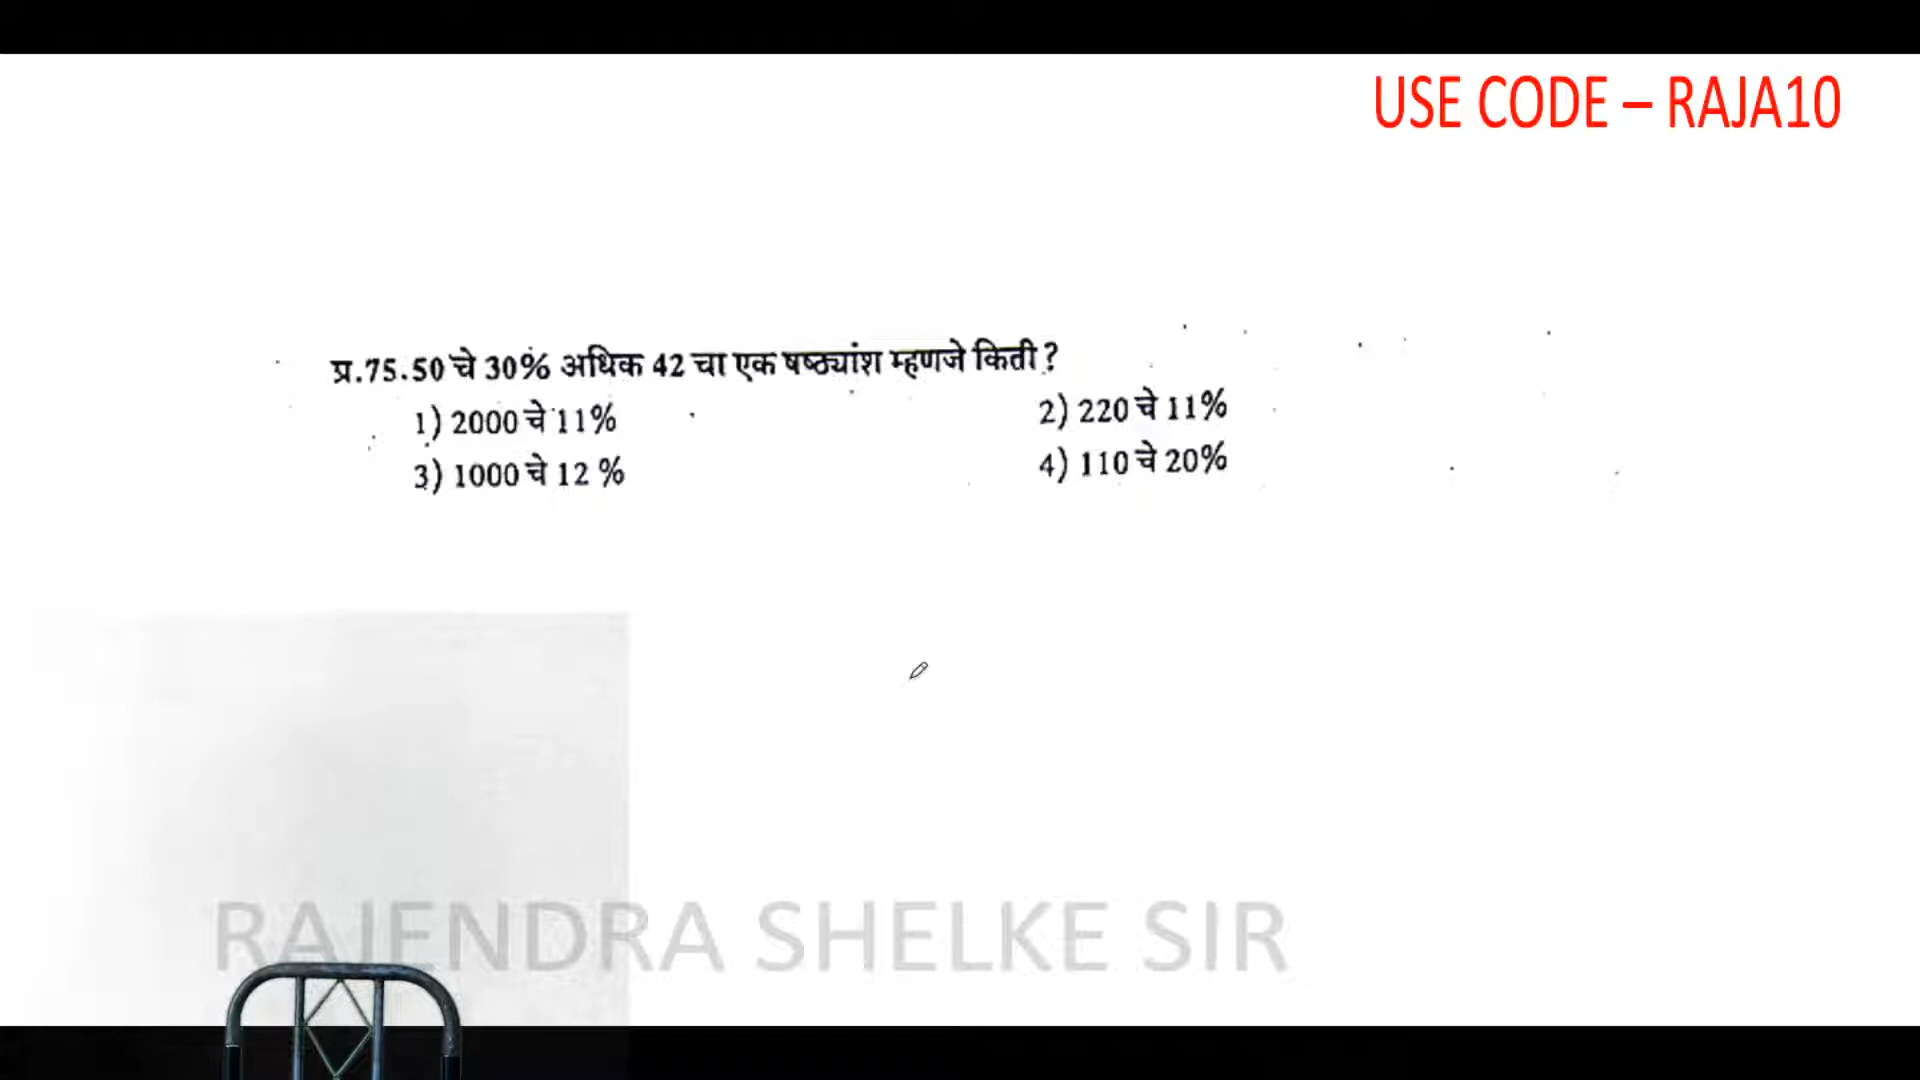 USE CODE – RAJA10
प्र.75.50 चे 30% अधिक 42 चा एक षष्ठ्यांश म्हणजे किती ?
1) 2000 चे 11%
2) 220 चे 11%
3) 1000 चे 12 %
4) 110 चे 20%
RAJENDRA SHELKE SIR